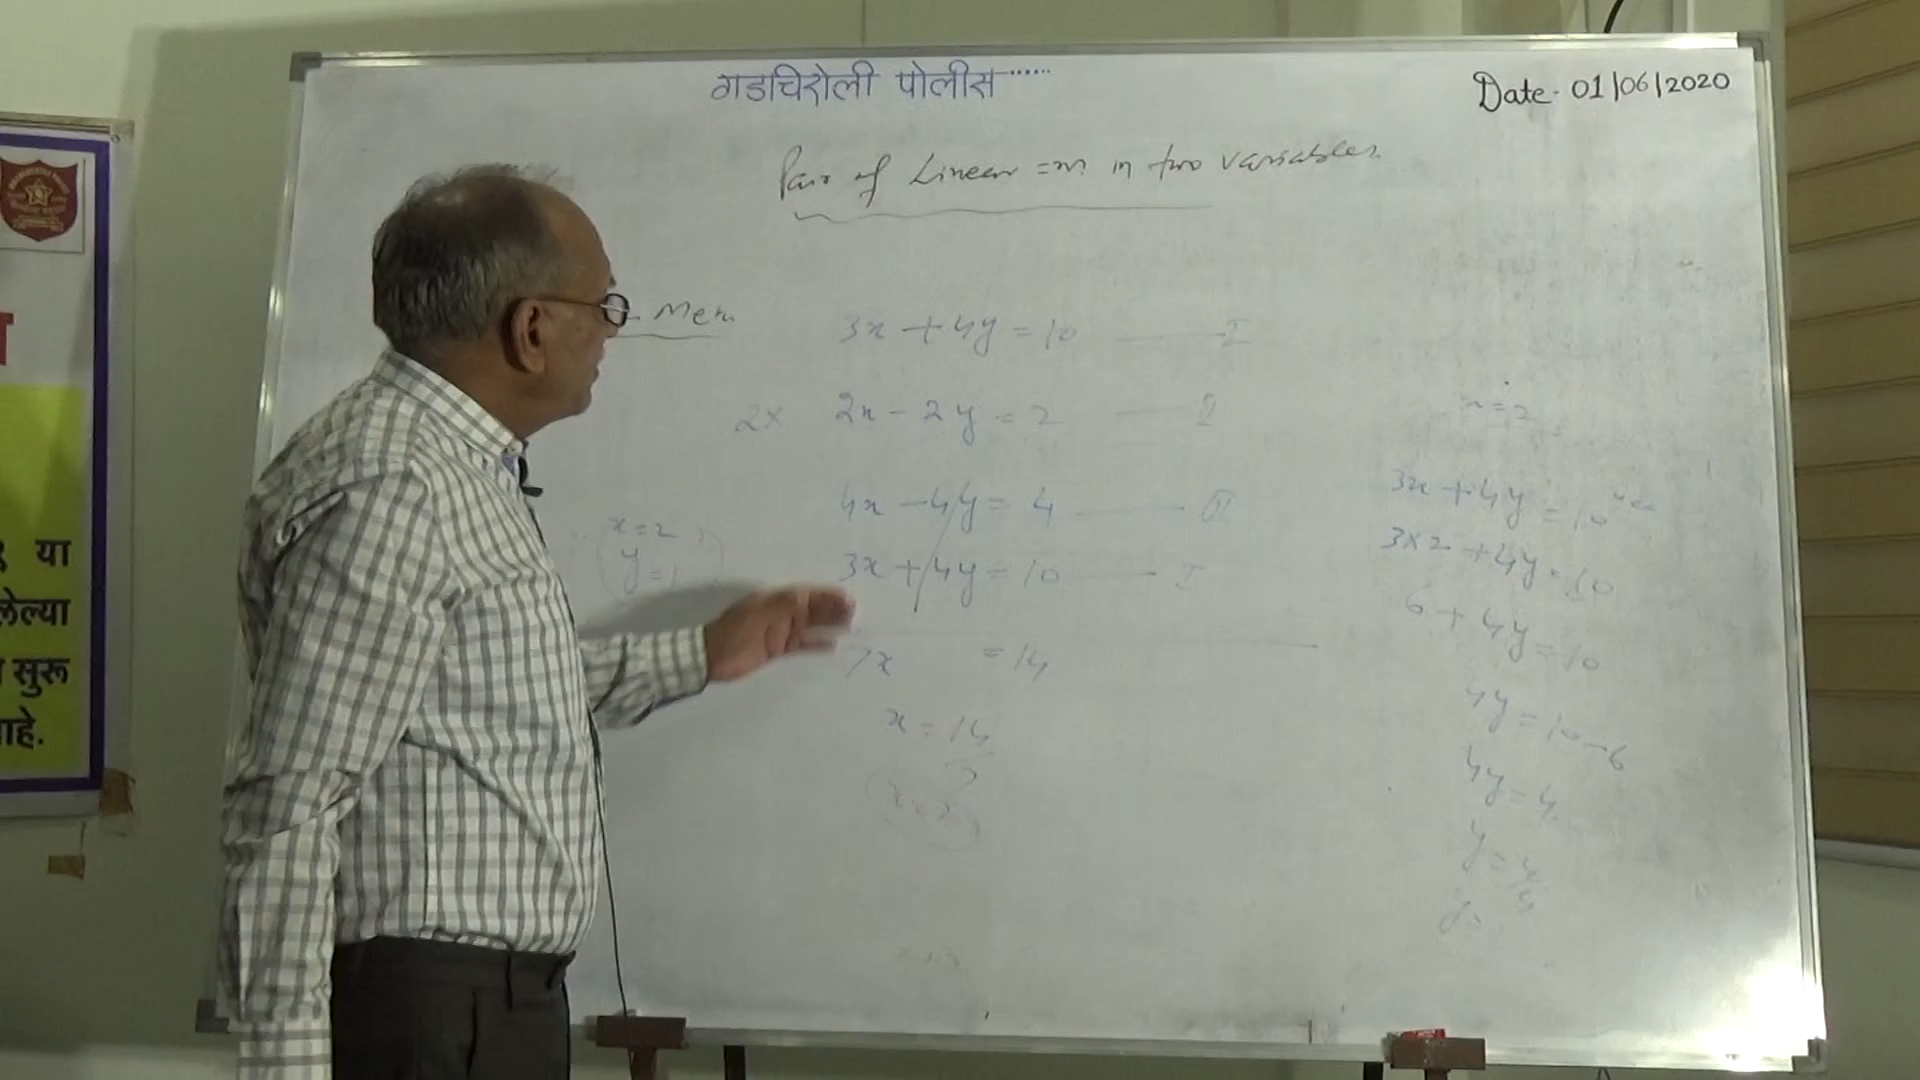 गडचिरोली पोलीस......
Date. 01/06/2020
Pair of Linear =ns in two variables
3x + 4y = 10 —— I
2x 2x - 2y = 2 —— II
4x - 4y = 4 —— III
3x + 4y = 10 —— I
7x = 14
x = 14
7
x = 2
x = 2
y = 1
x = 2
3x + 4y = 10
3x2 + 4y = 10
6 + 4y = 10
4y = 10 - 6
4y = 4
y = 4
4
y =
या
लेल्या
सुरू
आहे.